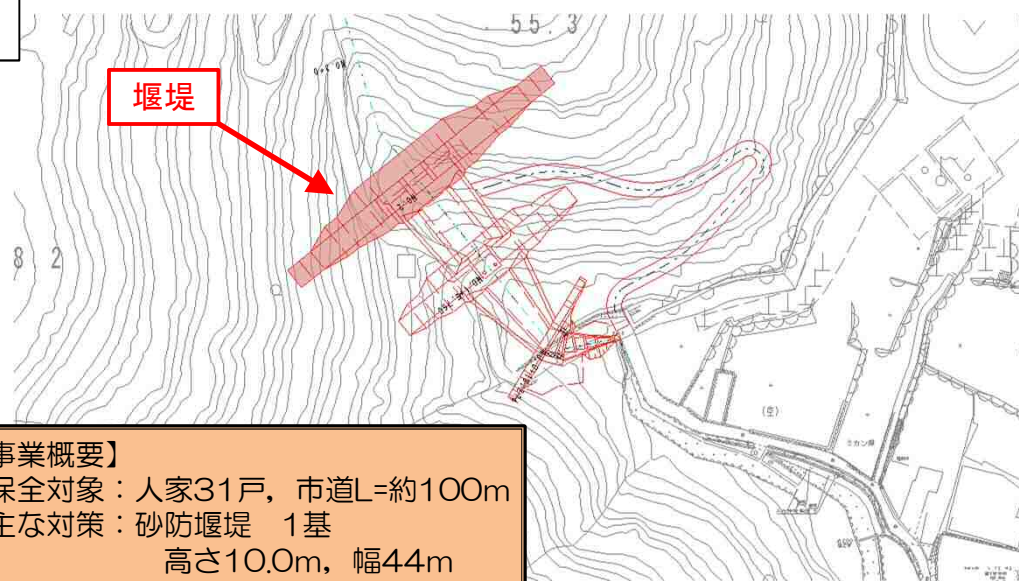 55.3
堰堤
8 2
事業概要】
保全対象：人家31戸，市道L=約100m
主な対策：砂防堰堤　1基
高さ10.0m，幅44m